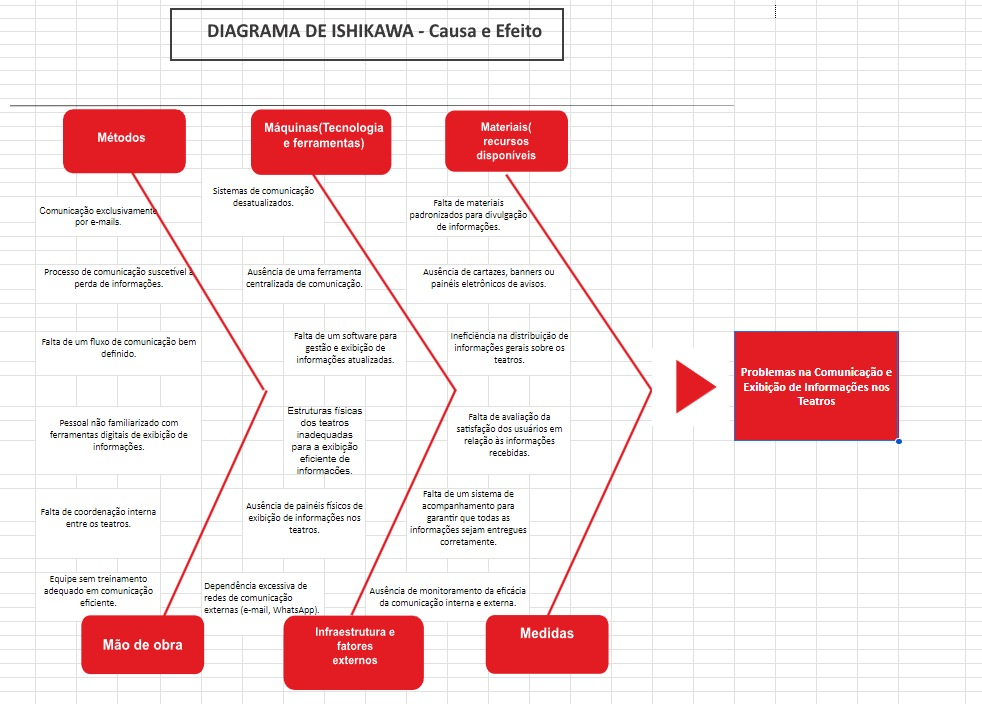 DIAGRAMA DE ISHIKAWA - Causa e Efeito
Métodos
Máquinas(Tecnologia
e ferramentas)
Materiais(
recursos
disponíveis
Comunicação exclusivamente
por e-mails.
Processo de comunicação suscetível a
perda de informações.
Falta de um fluxo de comunicação bem
definido.
Sistemas de comunicação
desatualizados.
Ausência de uma ferramenta
centralizada de comunicação.
Falta de um software para
gestão e exibição de
informações atualizadas.
Falta de materiais
padronizados para divulgação
de informações.
Ausência de cartazes, banners ou
painéis eletrônicos de avisos.
Ineficiência na distribuição de
informações gerais sobre os
teatros.
Problemas na Comunicação e
Exibição de Informações nos
Teatros
Pessoal não familiarizado com
ferramentas digitais de exibição de
informações.
Falta de coordenação interna
entre os teatros.
Equipe sem treinamento
adequado em comunicação
eficiente.
Estruturas físicas
dos teatros
inadequadas
para a exibição
eficiente de
informações.
Ausência de painéis físicos de
exibição de informações nos
teatros.
Dependência excessiva de
redes de comunicação
externas (e-mail, WhatsApp).
Falta de avaliação da
satisfação dos usuários em
relação às informações
recebidas.
Falta de um sistema de
acompanhamento para
garantir que todas as
informações sejam entregues
corretamente.
Ausência de monitoramento da eficácia
da comunicação interna e externa.
Mão de obra
Infraestrutura e
fatores
externos
Medidas